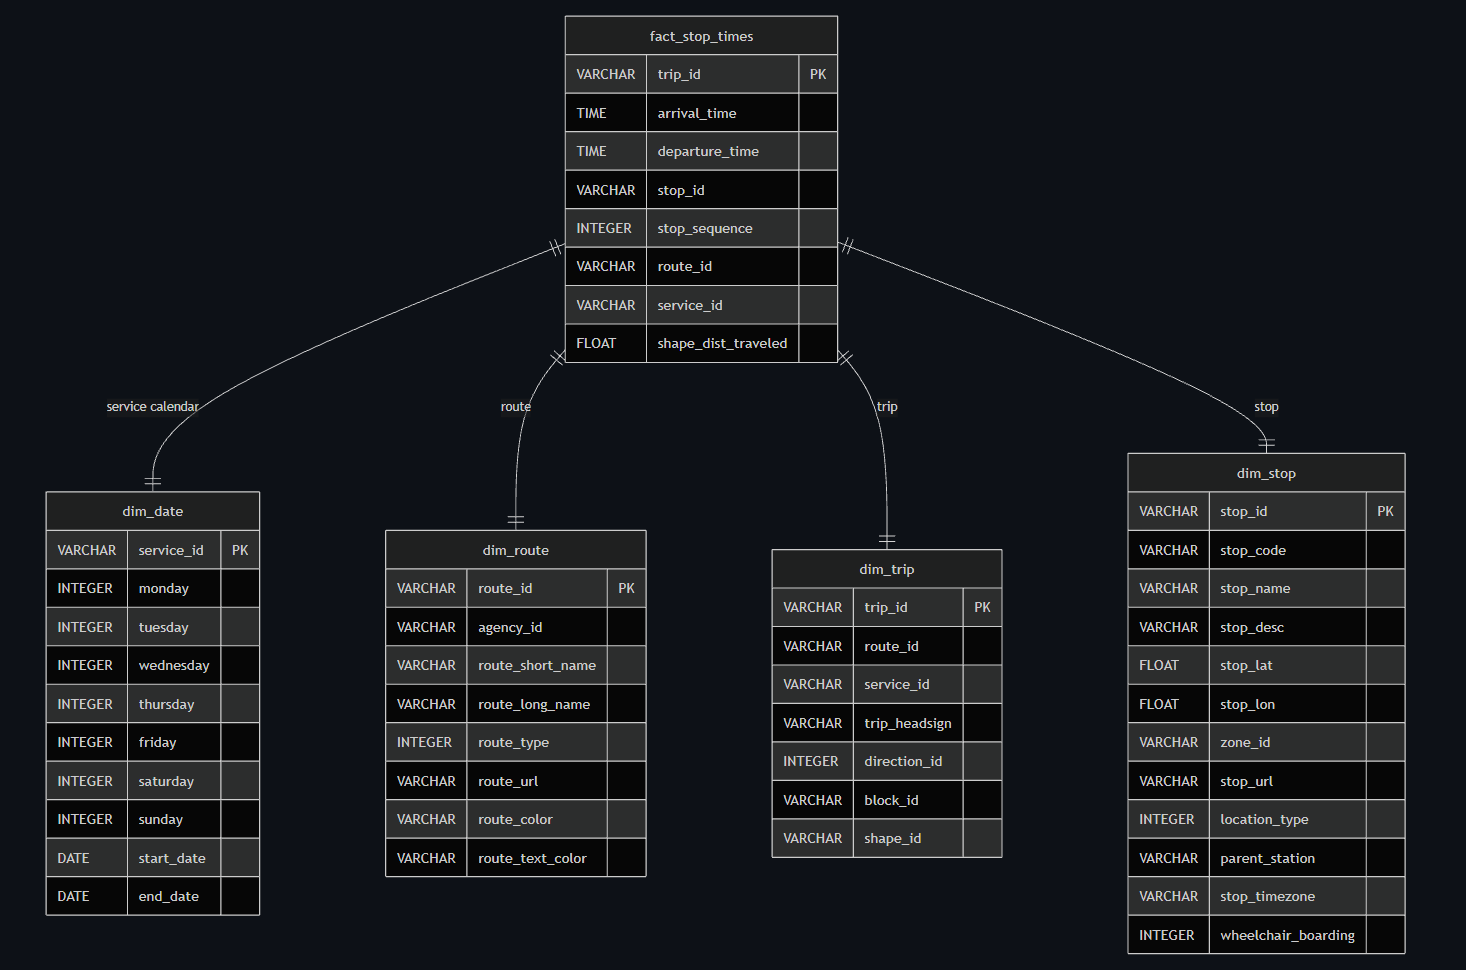 fact_stop_times
VARCHAR trip_id PK
TIME arrival_time
TIME departure_time
VARCHAR stop_id
INTEGER stop_sequence
VARCHAR route_id
VARCHAR service_id
FLOAT shape_dist_traveled
service calendar
route
trip
stop
dim_date
VARCHAR service_id PK
INTEGER monday
INTEGER tuesday
INTEGER wednesday
INTEGER thursday
INTEGER friday
INTEGER saturday
INTEGER sunday
DATE start_date
DATE end_date
dim_route
VARCHAR route_id PK
VARCHAR agency_id
VARCHAR route_short_name
VARCHAR route_long_name
INTEGER route_type
VARCHAR route_url
VARCHAR route_color
VARCHAR route_text_color
dim_trip
VARCHAR trip_id PK
VARCHAR route_id
VARCHAR service_id
VARCHAR trip_headsign
INTEGER direction_id
VARCHAR block_id
VARCHAR shape_id
dim_stop
VARCHAR stop_id PK
VARCHAR stop_code
VARCHAR stop_name
VARCHAR stop_desc
FLOAT stop_lat
FLOAT stop_lon
VARCHAR zone_id
VARCHAR stop_url
INTEGER location_type
VARCHAR parent_station
VARCHAR stop_timezone
INTEGER wheelchair_boarding